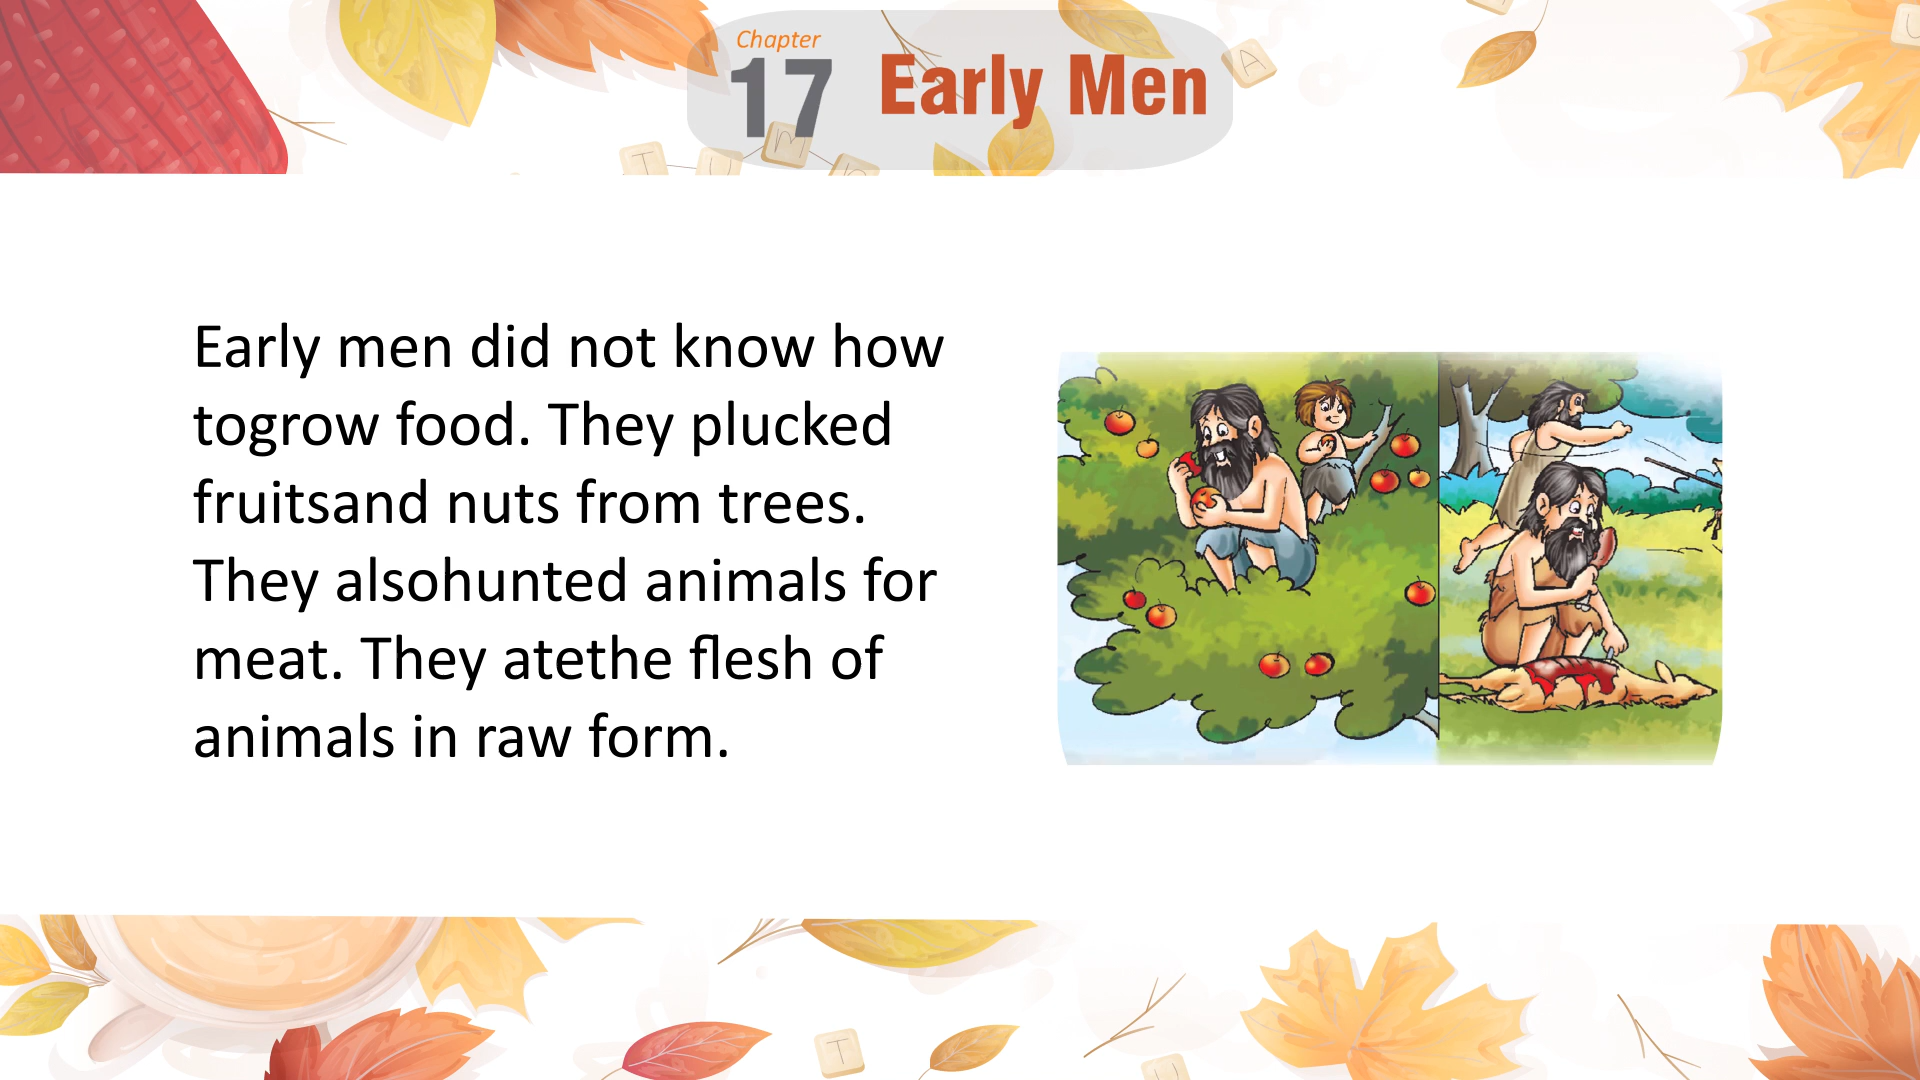 Chapter
17 Early Men
A
T U M
Early men did not know how
togrow food. They plucked
fruitsand nuts from trees.
They alsohunted animals for
meat. They atethe flesh of
animals in raw form.
T